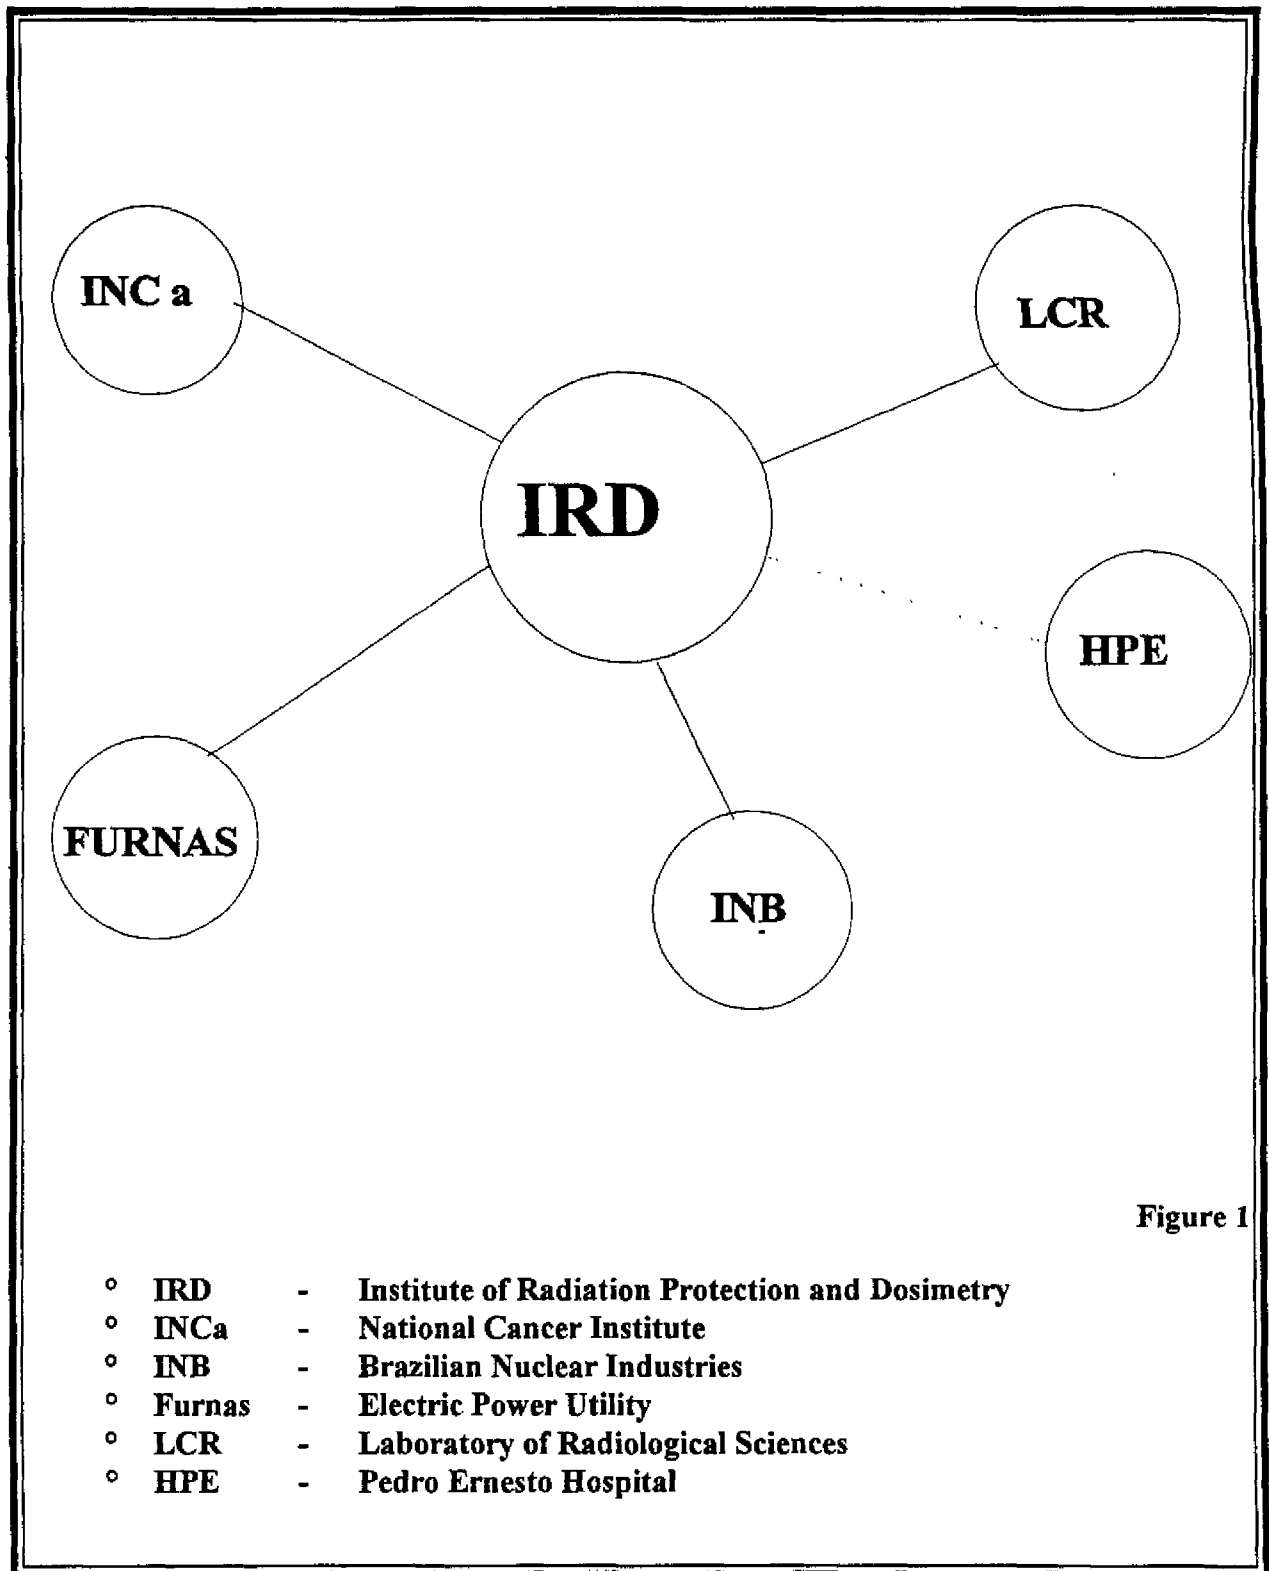 INC a
LCR
IRD
HPE
FURNAS
INB
Figure 1
° IRD - Institute of Radiation Protection and Dosimetry
° INCa - National Cancer Institute
° INB - Brazilian Nuclear Industries
° Furnas - Electric Power Utility
° LCR - Laboratory of Radiological Sciences
° HPE - Pedro Ernesto Hospital